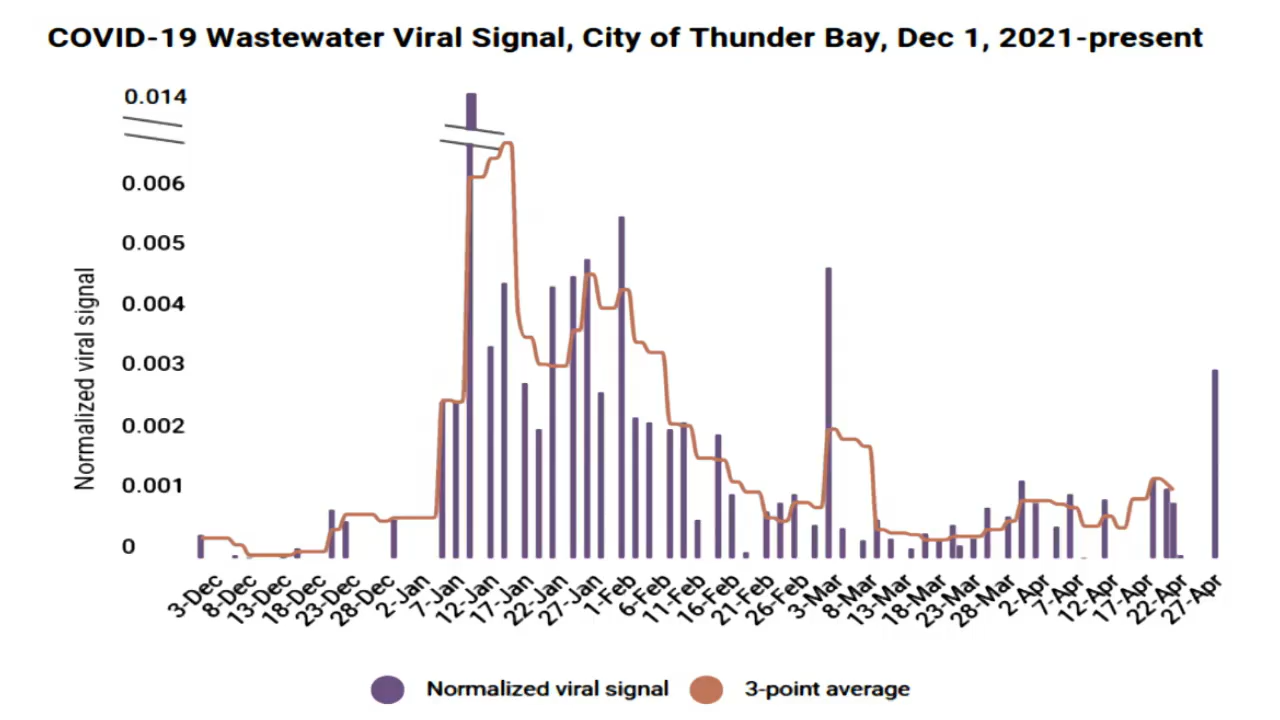 COVID-19 Wastewater Viral Signal, City of Thunder Bay, Dec 1, 2021-present
0.014
0.006
0.005
0.004
0.003
0.002
0.001
0
Normalized viral signal
3-Dec
8-Dec
13-Dec
18-Dec
23-Dec
28-Dec
2-Jan
7-Jan
12-Jan
17-Jan
22-Jan
27-Jan
1-Feb
6-Feb
11-Feb
16-Feb
21-Feb
26-Feb
3-Mar
8-Mar
13-Mar
18-Mar
23-Mar
28-Mar
2-Apr
7-Apr
12-Apr
17-Apr
22-Apr
27-Apr
Normalized viral signal
3-point average